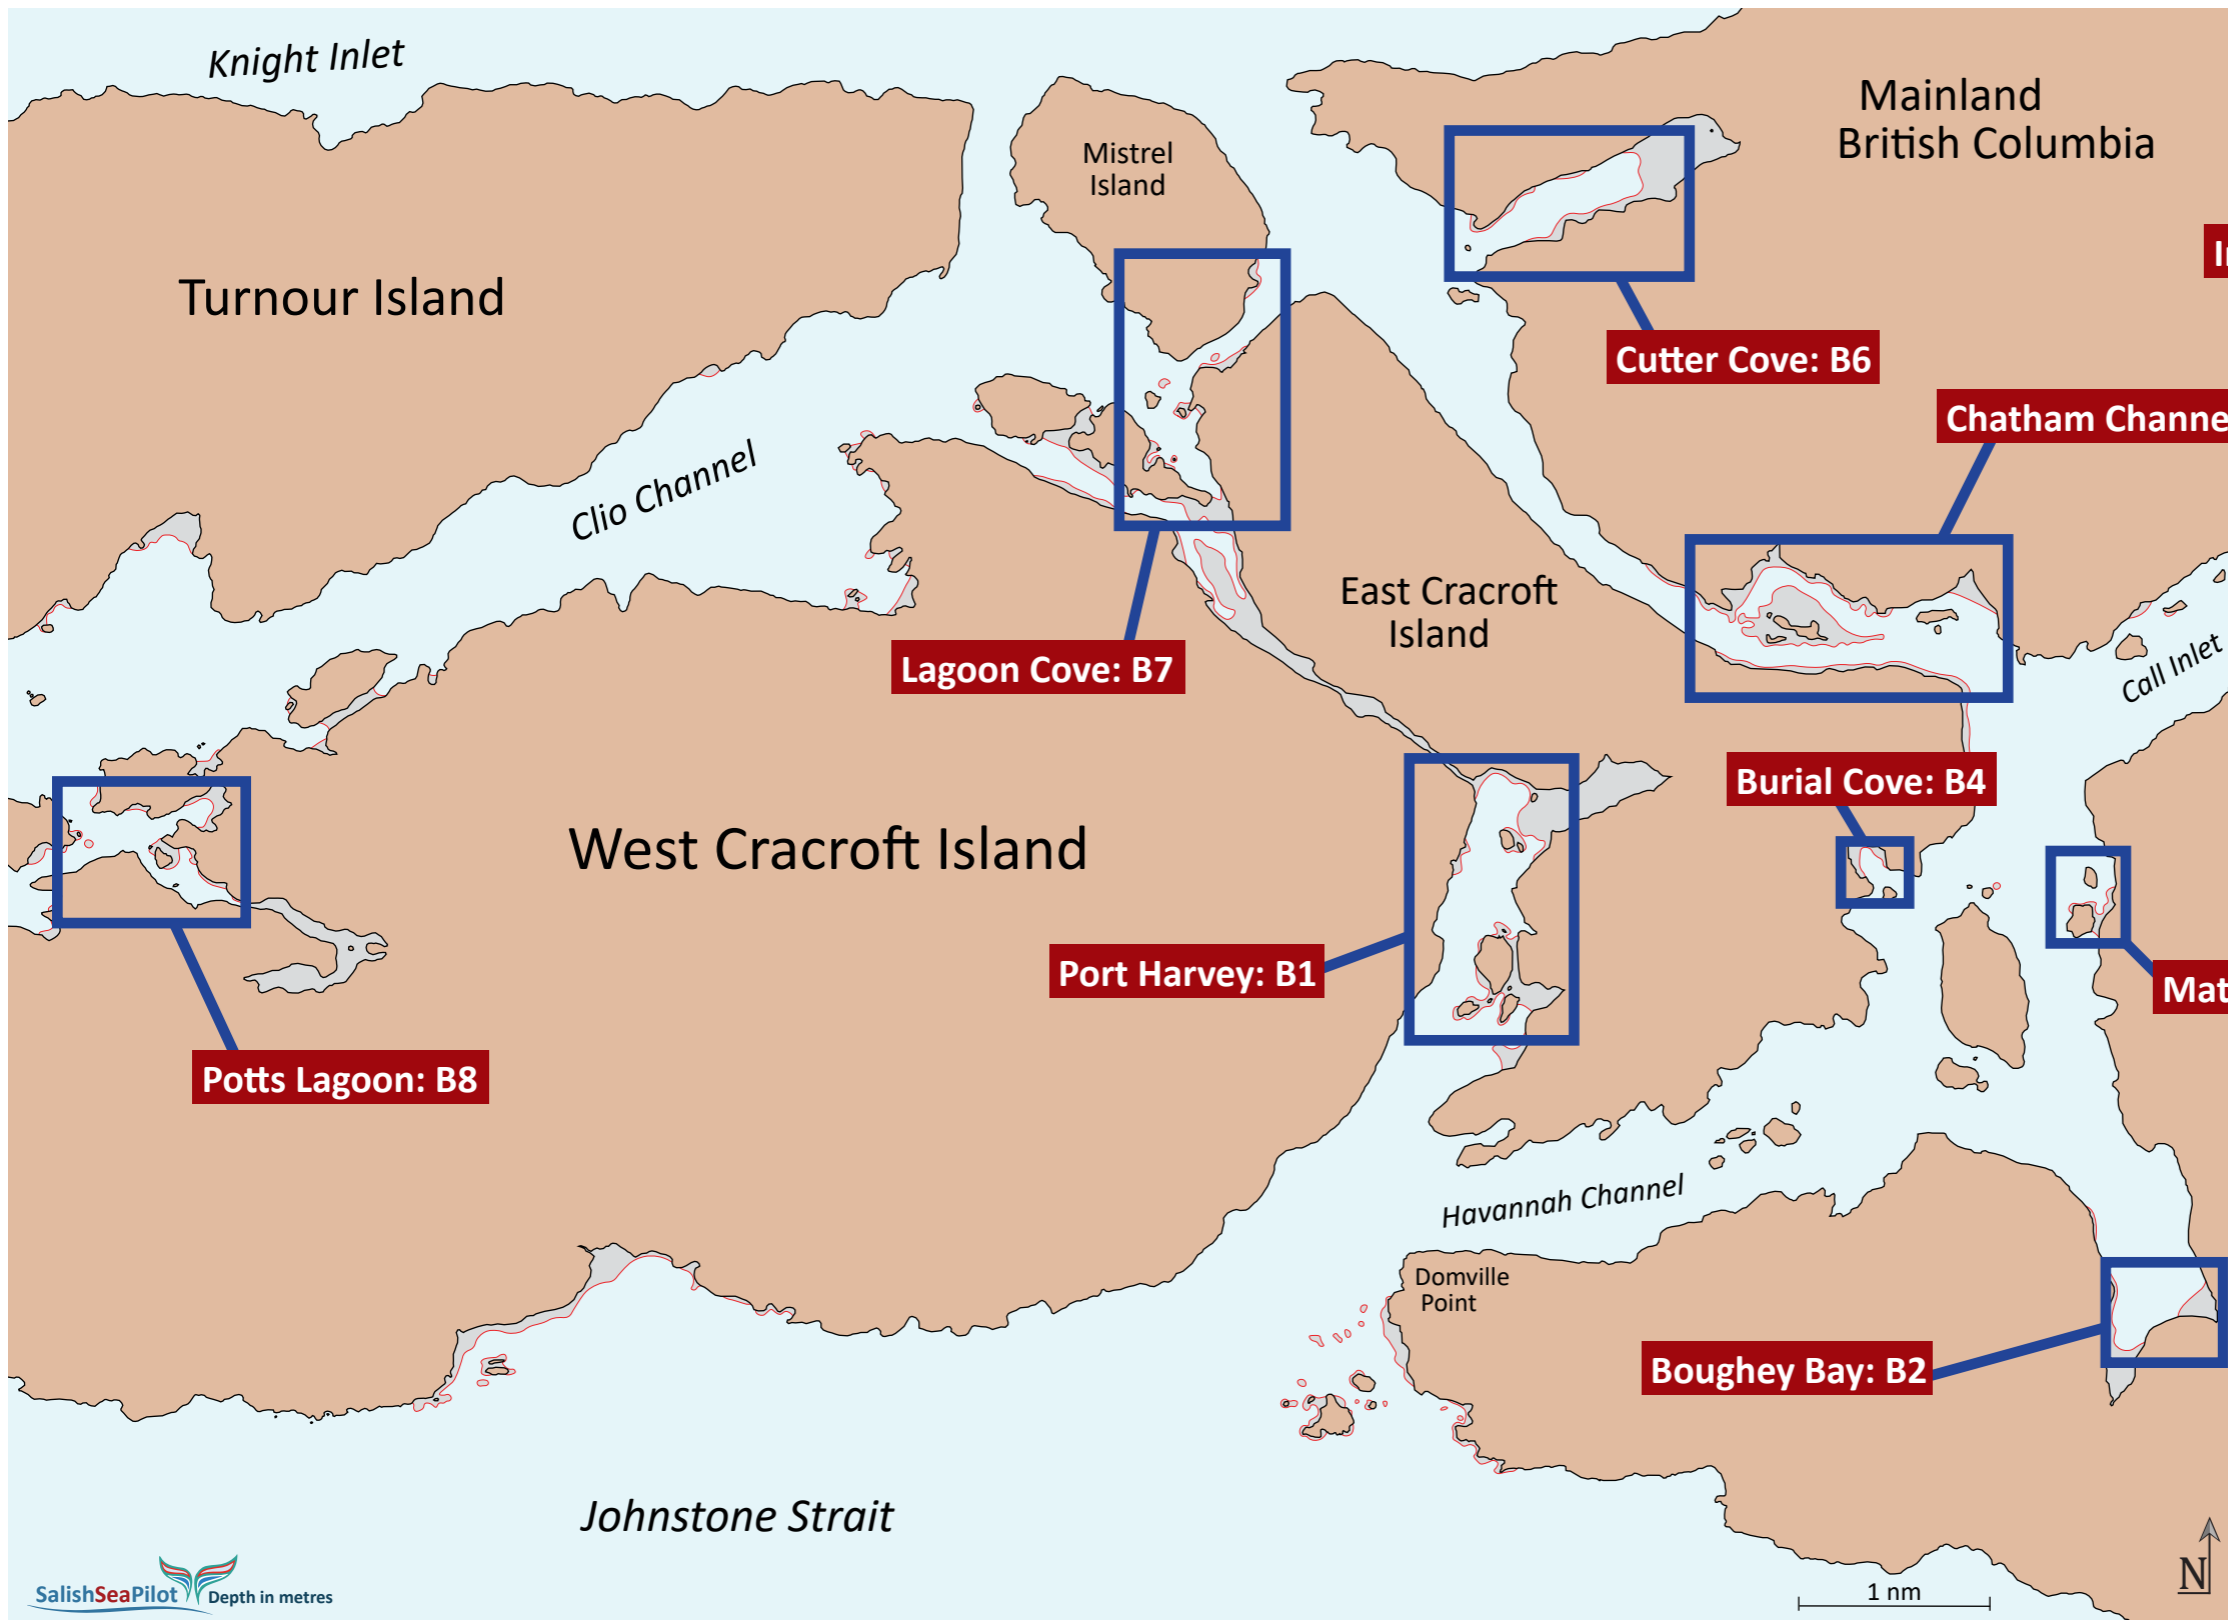 Knight Inlet
Mainland
British Columbia
Mistrel
Island
Turnour Island
Cutter Cove: B6
Chatham Channe
Clio Channel
East Cracroft
Island
Lagoon Cove: B7
Call Inlet
Burial Cove: B4
West Cracroft Island
Port Harvey: B1
Mat
Potts Lagoon: B8
Havannah Channel
Domville
Point
Boughey Bay: B2
Johnstone Strait
SalishSeaPilot
Depth in metres
1 nm
N